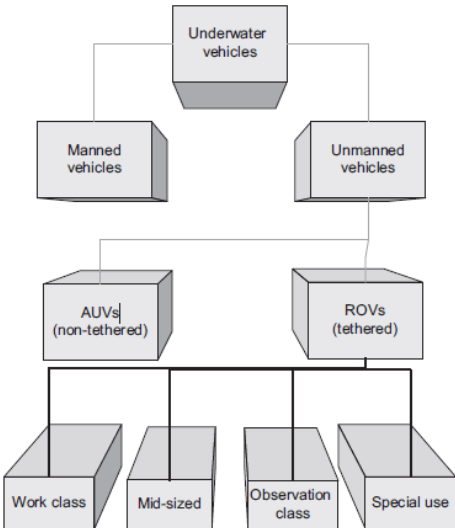 Underwater
vehicles
Manned
vehicles
Unmanned
vehicles
AUVs
(non-tethered)
ROVs
(tethered)
Work class
Mid-sized
Observation
class
Special use